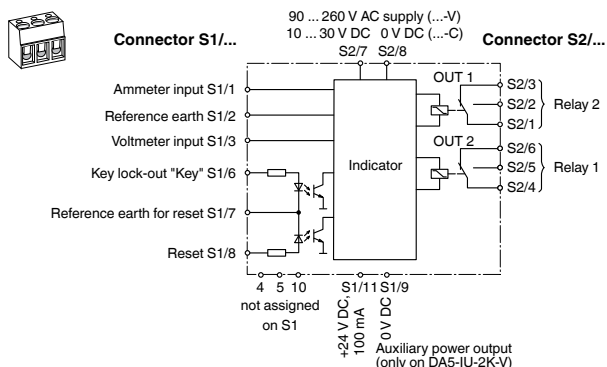 90 ... 260 V AC supply (...-V)
10 ... 30 V DC 0 V DC (...-C)
Connector S1/...
S2/7 S2/8
Connector S2/...
OUT 1
Ammeter input S1/1
S2/3
Reference earth S1/2
S2/2
Relay 2
Voltmeter input S1/3
S2/1
OUT 2
S2/6
Indicator
Key lock-out "Key" S1/6
S2/5
Relay 1
S2/4
Reference earth for reset S1/7
Reset S1/8
4 5 10
S1/11 S1/9
not assigned
on S1
+24 V DC,
100 mA
0 V DC
Auxiliary power output
(only on DA5-IU-2K-V)